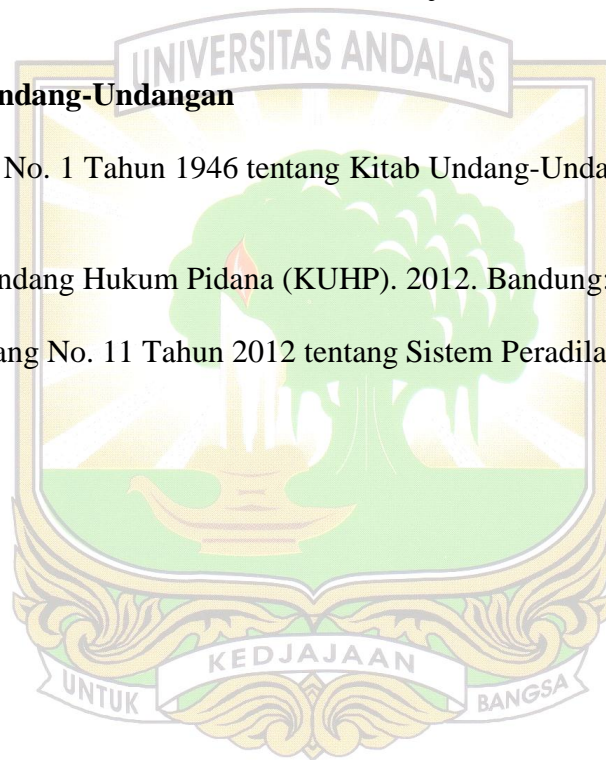 UNIVERSITAS ANDALAS
ndang-Undangan
No. 1 Tahun 1946 tentang Kitab Undang-Unda
ndang Hukum Pidana (KUHP). 2012. Bandung:
ang No. 11 Tahun 2012 tentang Sistem Peradila
KEDJAJAAN
UNTUK
BANGSA